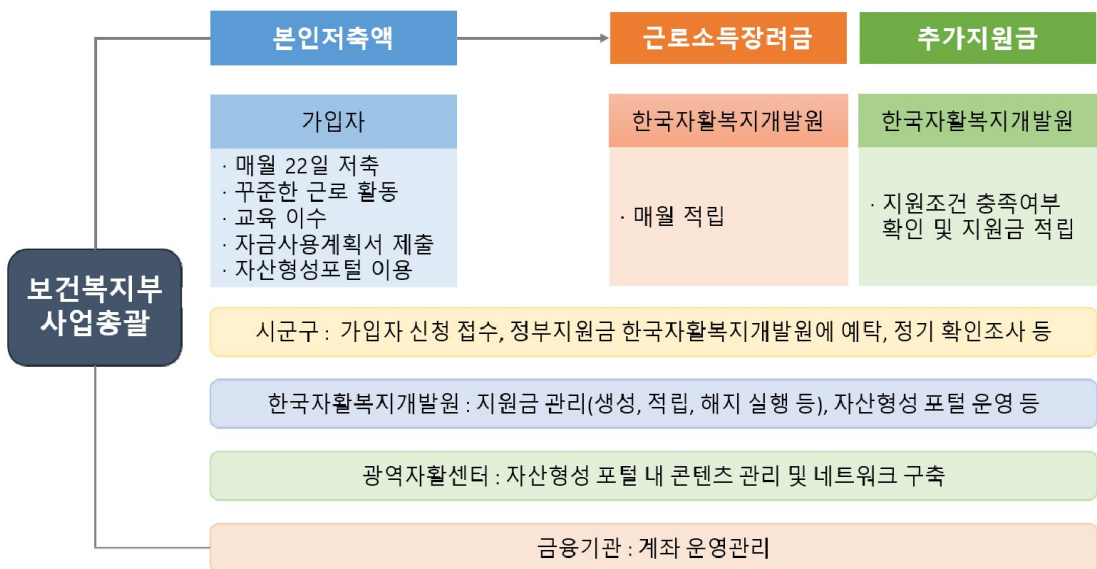 본인저축액
근로소득장려금
추가지원금
가입자
· 매월 22일 저축
· 꾸준한 근로 활동
· 교육 이수
· 자금사용계획서 제출
· 자산형성포털 이용
한국자활복지개발원
· 매월 적립
한국자활복지개발원
· 지원조건 충족여부
확인 및 지원금 적립
보건복지부
사업총괄
시군구 : 가입자 신청 접수, 정부지원금 한국자활복지개발원에 예탁, 정기 확인조사 등
한국자활복지개발원 : 지원금 관리(생성, 적립, 해지 실행 등), 자산형성 포털 운영 등
광역자활센터 : 자산형성 포털 내 콘텐츠 관리 및 네트워크 구축
금융기관 : 계좌 운영관리